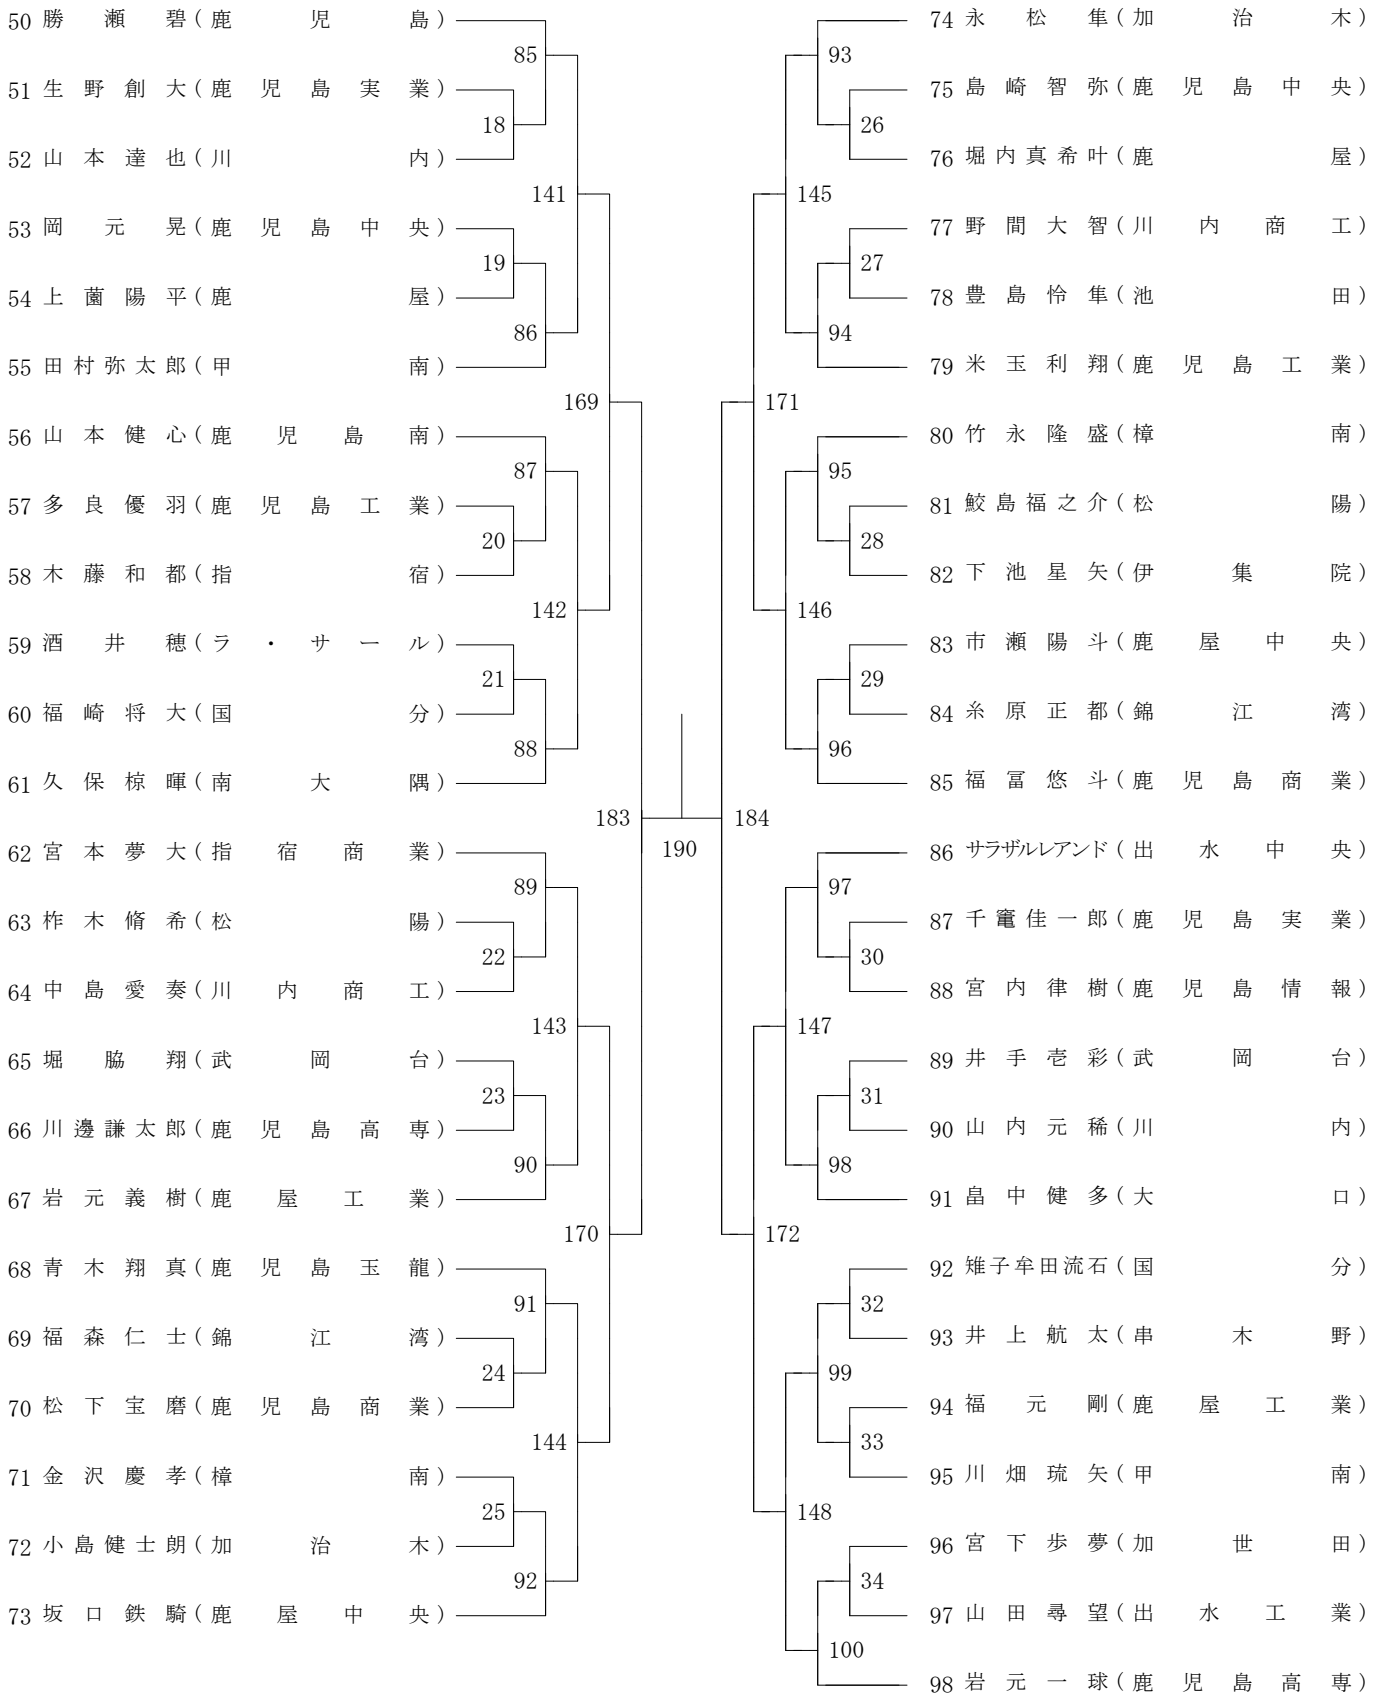 50 勝瀬碧(鹿児島)
51 生野創大(鹿児島実業)
52 山本達也(川内)
53 岡元晃(鹿児島中央)
54 上薗陽平(鹿屋)
55 田村弥太郎(甲南)
56 山本健心(鹿児島南)
57 多良優羽(鹿児島工業)
58 木藤和都(指宿)
59 酒井穂(ラ・サール)
60 福崎将大(国分)
61 久保椋暉(南大隅)
62 宮本夢大(指宿商業)
63 柞木脩希(松陽)
64 中島愛奏(川内商工)
65 堀脇翔(武岡台)
66 川邊謙太郎(鹿児島高専)
67 岩元義樹(鹿屋工業)
68 青木翔真(鹿児島玉龍)
69 福森仁士(錦江湾)
70 松下宝磨(鹿児島商業)
71 金沢慶孝(樟南)
72 小島健士朗(加治木)
73 坂口鉄騎(鹿屋中央)
85
18
141
19
86
169
87
20
142
21
88
183
89
22
143
23
90
170
91
24
144
25
92
190
184
93
26
145
27
94
171
95
28
146
29
96
97
30
147
31
98
172
32
99
33
148
34
100
74 永松隼(加治木)
75 島崎智弥(鹿児島中央)
76 堀内真希叶(鹿屋)
77 野間大智(川内商工)
78 豊島怜隼(池田)
79 米玉利翔(鹿児島工業)
80 竹永隆盛(樟南)
81 鮫島福之介(松陽)
82 下池星矢(伊集院)
83 市瀬陽斗(鹿屋中央)
84 糸原正都(錦江湾)
85 福冨悠斗(鹿児島商業)
86 サラザルレアンド(出水中央)
87 千竈佳一郎(鹿児島実業)
88 宮内律樹(鹿児島情報)
89 井手壱彩(武岡台)
90 山内元稀(川内)
91 畠中健多(大口)
92 雉子牟田流石(国分)
93 井上航太(串木野)
94 福元剛(鹿屋工業)
95 川畑琉矢(甲南)
96 宮下歩夢(加世田)
97 山田尋望(出水工業)
98 岩元一球(鹿児島高専)